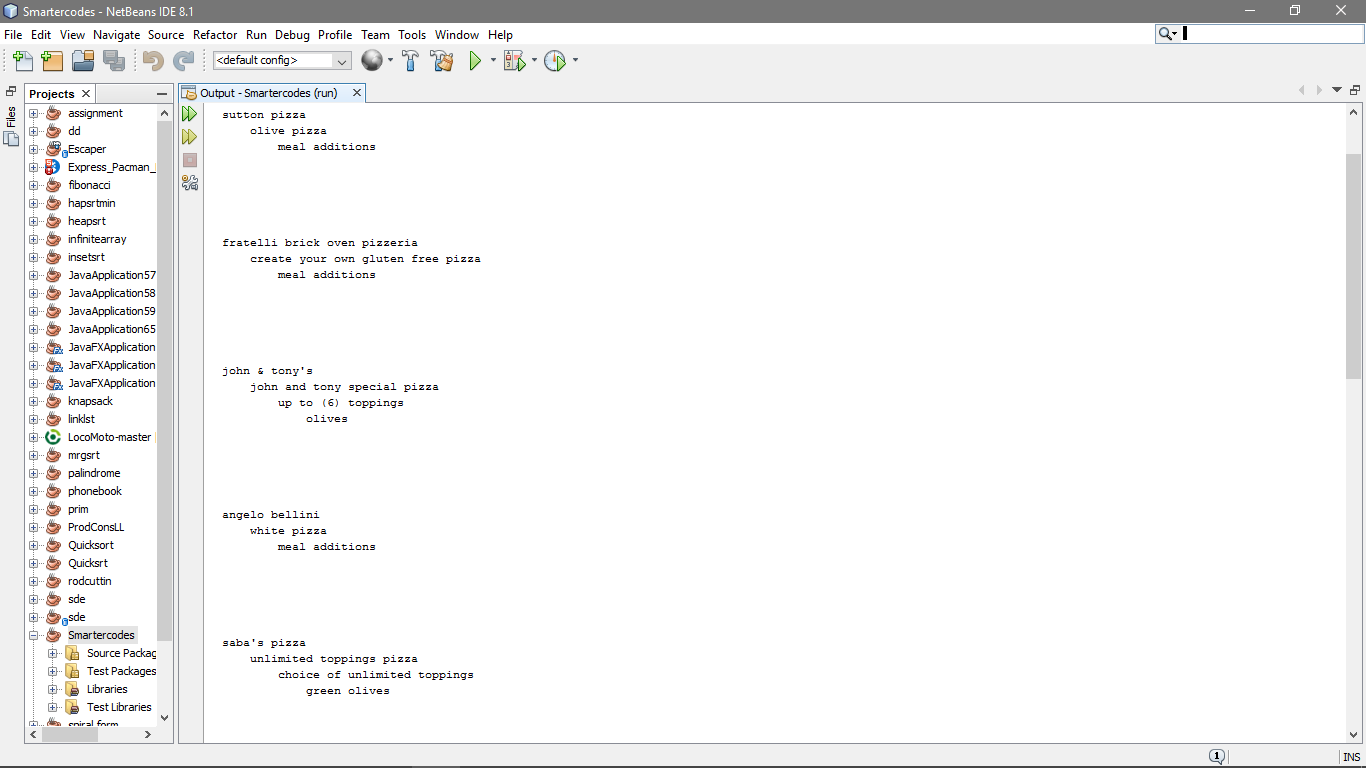 Smartercodes - NetBeans IDE 8.1
File Edit View Navigate Source Refactor Run Debug Profile Team Tools Window Help
<default config>
Files
Projects
assignment
dd
Escaper
Express_Pacman_
fibonacci
hapsrtmin
heapsrt
infinitearray
insetsrt
JavaApplication57
JavaApplication58
JavaApplication59
JavaApplication65
JavaFXApplication
JavaFXApplication
JavaFXApplication
knapsack
linklst
LocoMoto-master
mrgsrt
palindrome
phonebook
prim
ProdConsLL
Quicksort
Quicksrt
rodcuttin
sde
sde
Smartercodes
Source Packag
Test Packages
Libraries
Test Libraries
spiral form
Output - Smartercodes (run)
sutton pizza
olive pizza
meal additions
fratelli brick oven pizzeria
create your own gluten free pizza
meal additions
john & tony's
john and tony special pizza
up to (6) toppings
olives
angelo bellini
white pizza
meal additions
saba's pizza
unlimited toppings pizza
choice of unlimited toppings
green olives
1
INS